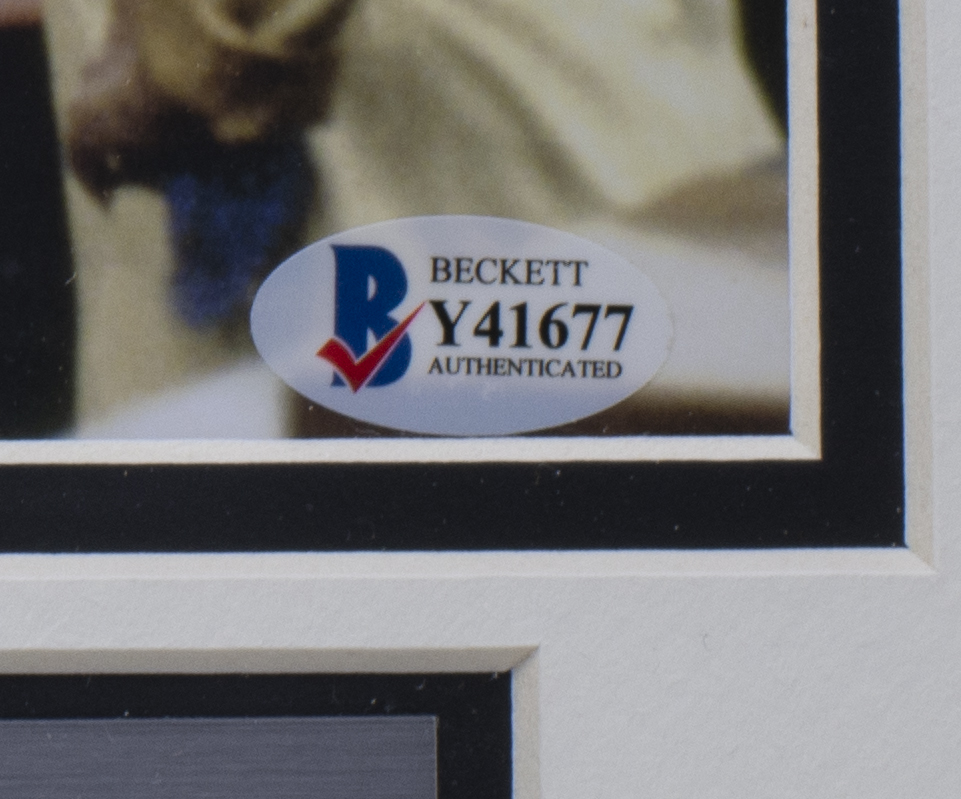 BECKETT
Y41677
AUTHENTICATED